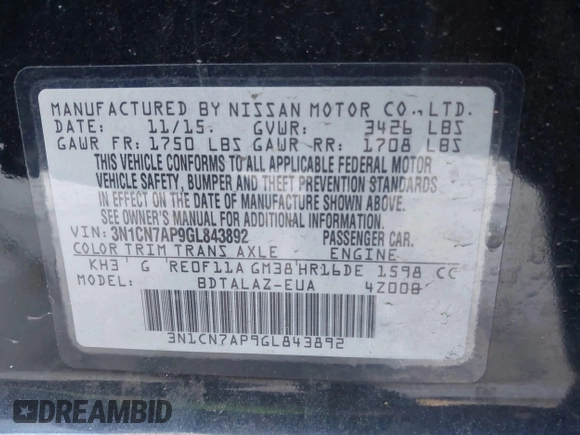 MANUFACTURED BY NISSAN MOTOR CO., LTD.
DATE: 11/15. GVWR: 3426 LBS
GAWR FR: 1750 LBS GAWR RR: 1708 LBS
THIS VEHICLE CONFORMS TO ALL APPLICABLE FEDERAL MOTOR
VEHICLE SAFETY, BUMPER AND THEFT PREVENTION STANDARDS
IN EFFECT ON THE DATE OF MANUFACTURE SHOWN ABOVE.
SEE OWNER'S MANUAL FOR ADDITIONAL INFORMATION.
VIN: 3N1CN7AP9GL843892 PASSENGER CAR.
COLOR TRIM TRANS AXLE ENGINE
KH3 G RE0F11A GM38 HR16DE 1598 CC
MODEL: BDTALAZ-EUA 4Z008
3N1CN7AP9GL843892
DREAMBID